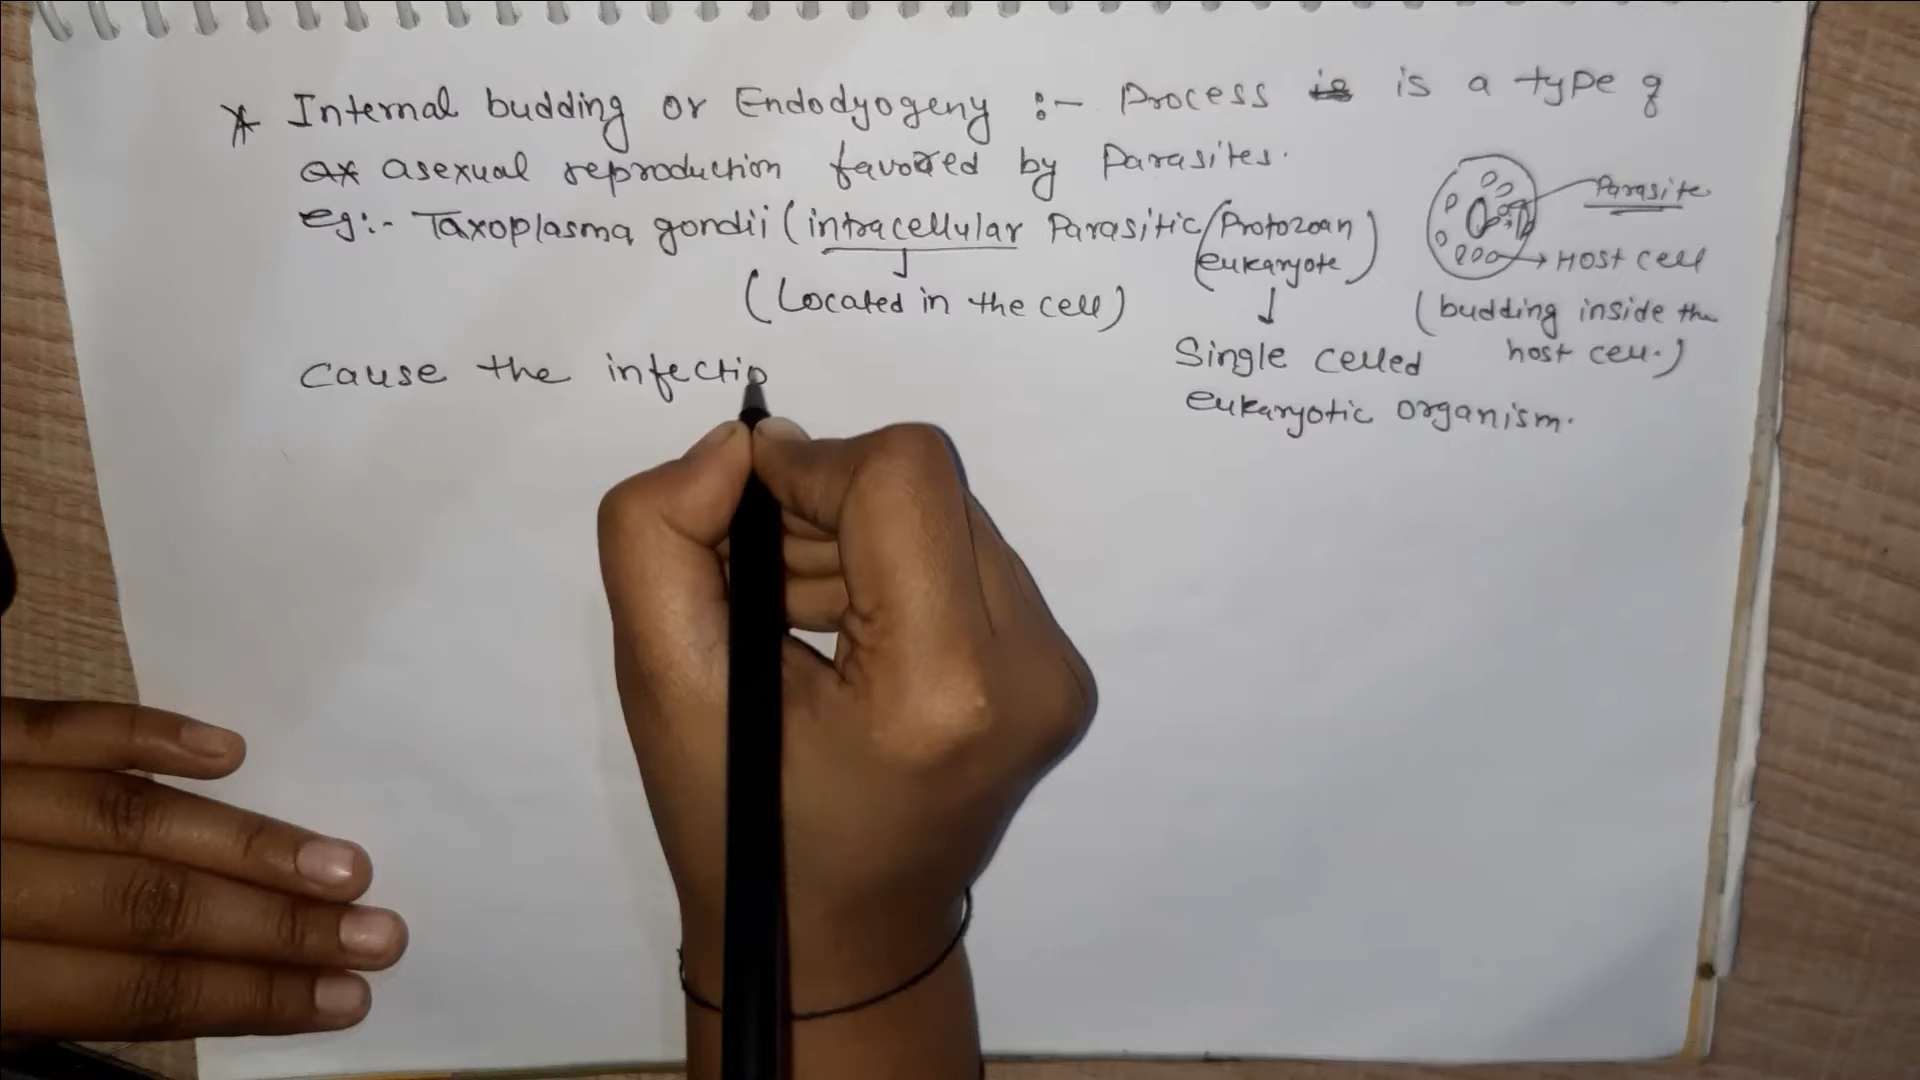 * Internal budding or Endodyogeny :- Process is is a type of
ax asexual reproduction favored by Parasites.
eg:- Taxoplasma gondii (intracellular Parasitic/Protozoan
eukaryote)
(Located in the cell)
Single celled
eukaryotic organism.
Parasite
Host cell
(budding inside the
host cell.)
cause the infectio